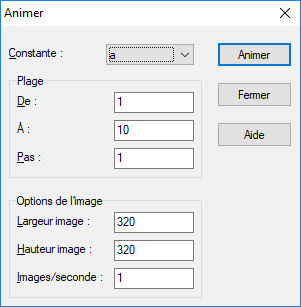 Animer
Constante : a Animer
Plage
De : 1 Fermer
À : 10
Pas : 1 Aide
Options de l'image
Largeur image : 320
Hauteur image : 320
Images/seconde : 1